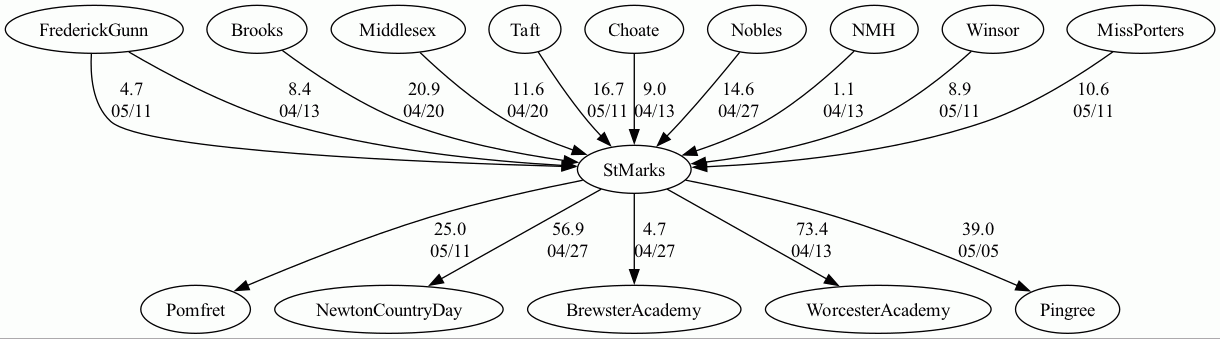 FrederickGunn Brooks Middlesex Taft Choate Nobles NMH Winsor MissPorters
4.7 8.4 20.9 11.6 16.7 9.0 14.6 1.1 8.9 10.6
05/11 04/13 04/20 04/20 05/11 04/13 04/27 04/13 05/11 05/11
StMarks
25.0 56.9 4.7 73.4 39.0
05/11 04/27 04/27 04/13 05/05
Pomfret NewtonCountryDay BrewsterAcademy WorcesterAcademy Pingree